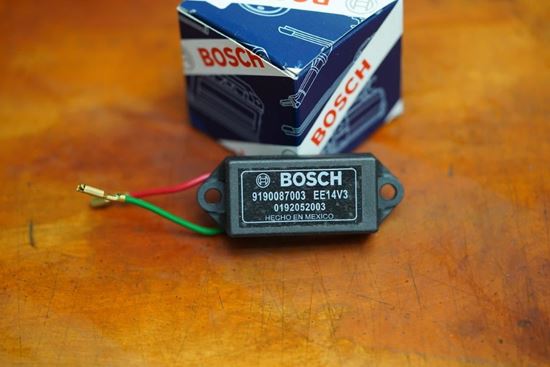 BOSCH
BOSCH
BOSCH
9190087003 EE14V3
0192052003
HECHO EN MEXICO